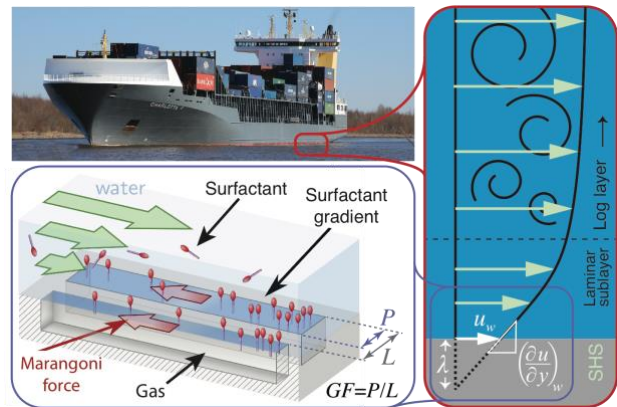 water
Surfactant
Surfactant
gradient
P
L
Marangoni
force
Gas
GF=P/L
Log layer →
Laminar
sublayer
u_w
λ
(∂u/∂y)_w
SHS